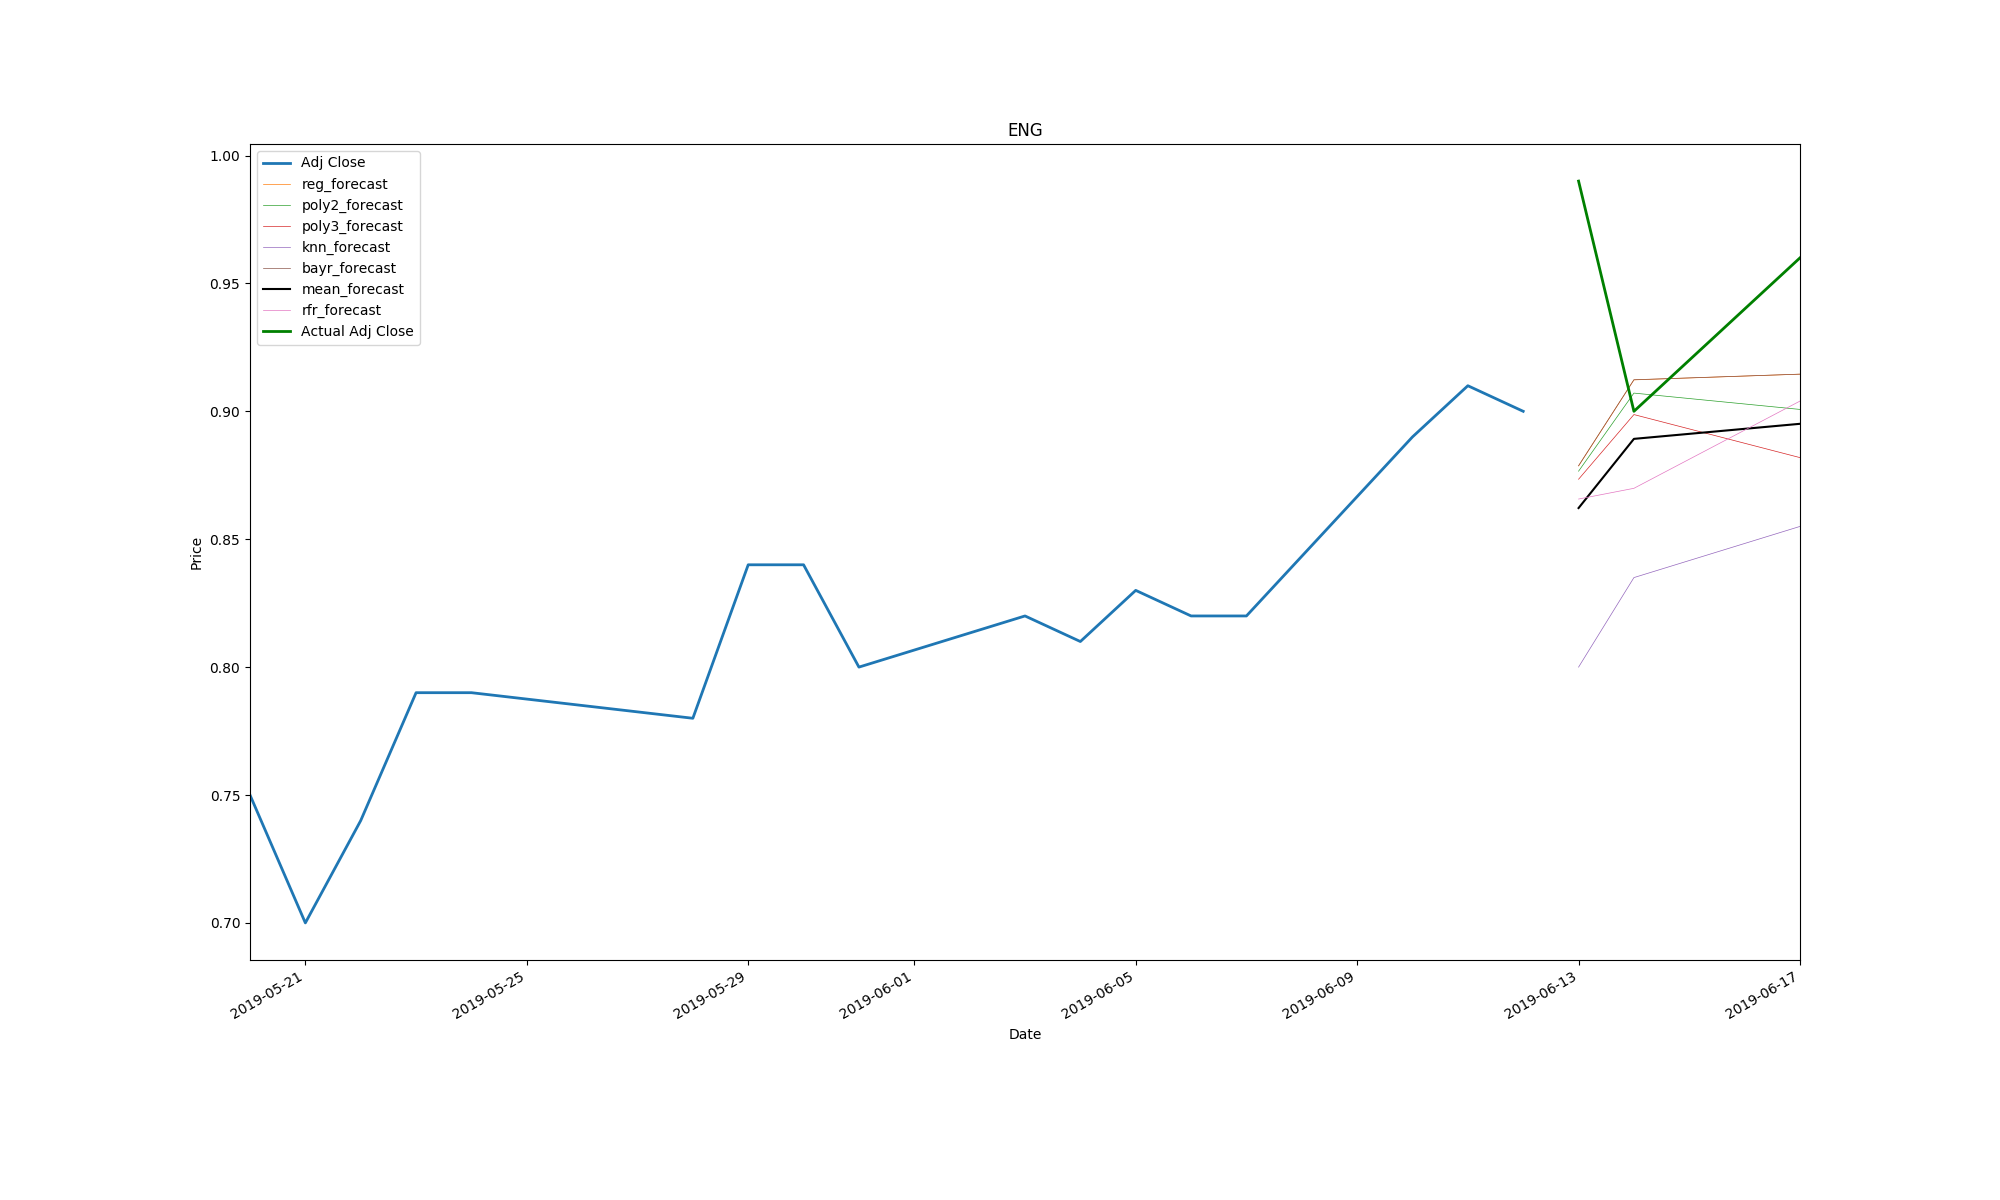 ENG
1.00
0.95
0.90
0.85
0.80
0.75
0.70
Price
Adj Close
reg_forecast
poly2_forecast
poly3_forecast
knn_forecast
bayr_forecast
mean_forecast
rfr_forecast
Actual Adj Close
2019-05-21
2019-05-25
2019-05-29
2019-06-01
2019-06-05
2019-06-09
2019-06-13
2019-06-17
Date